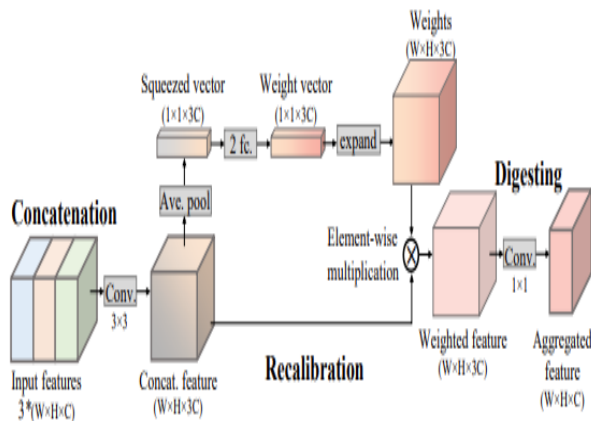 Weights
(W×H×3C)
Squeezed vector
(1×1×3C)
Weight vector
(1×1×3C)
2 fc.
expand
Ave. pool
Concatenation
Digesting
Element-wise
multiplication
Conv.
3×3
Conv.
1×1
Input features
3*(W×H×C)
Concat. feature
(W×H×3C)
Recalibration
Weighted feature
(W×H×3C)
Aggregated
feature
(W×H×C)